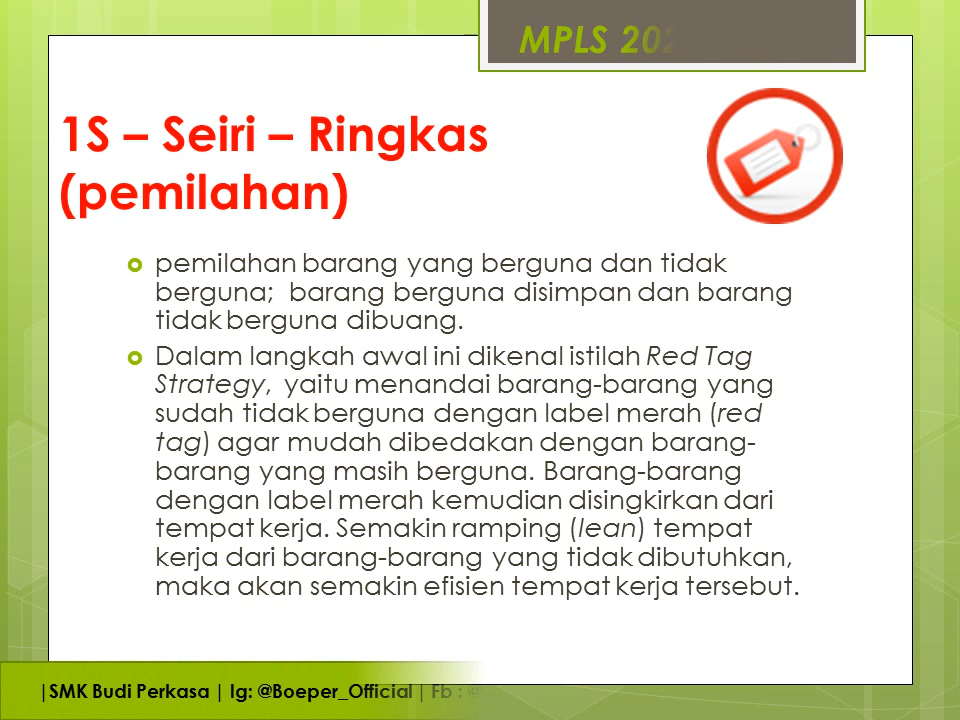 MPLS 202
1S – Seiri – Ringkas
(pemilahan)
pemilahan barang yang berguna dan tidak
berguna;  barang berguna disimpan dan barang
tidak berguna dibuang.
Dalam langkah awal ini dikenal istilah Red Tag
Strategy,  yaitu menandai barang-barang yang
sudah tidak berguna dengan label merah (red
tag) agar mudah dibedakan dengan barang-
barang yang masih berguna. Barang-barang
dengan label merah kemudian disingkirkan dari
tempat kerja. Semakin ramping (lean) tempat
kerja dari barang-barang yang tidak dibutuhkan,
maka akan semakin efisien tempat kerja tersebut.
|SMK Budi Perkasa | Ig: @Boeper_Official | Fb : @